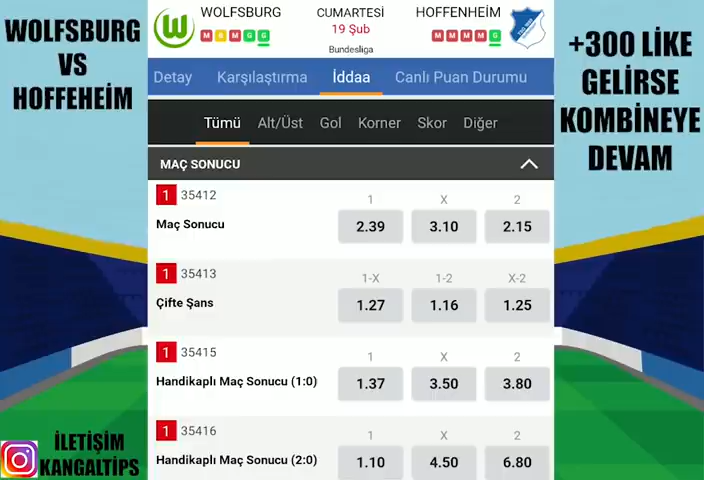 WOLFSBURG
VS
HOFFEHEİM
WOLFSBURG
CUMARTESİ
HOFFENHEIM
19 Şub
M B M G G
M M M M G
Bundesliga
Detay Karşılaştırma İddaa Canlı Puan Durumu
Tümü Alt/Üst Gol Korner Skor Diğer
MAÇ SONUCU
1 35412
1 X 2
Maç Sonucu
2.39 3.10 2.15
1 35413
1-X 1-2 X-2
Çifte Şans
1.27 1.16 1.25
1 35415
1 X 2
Handikaplı Maç Sonucu (1:0)
1.37 3.50 3.80
1 35416
1 X 2
Handikaplı Maç Sonucu (2:0)
1.10 4.50 6.80
+300 LİKE
GELİRSE
KOMBİNEYE
DEVAM
İLETİŞİM
KANGALTİPS